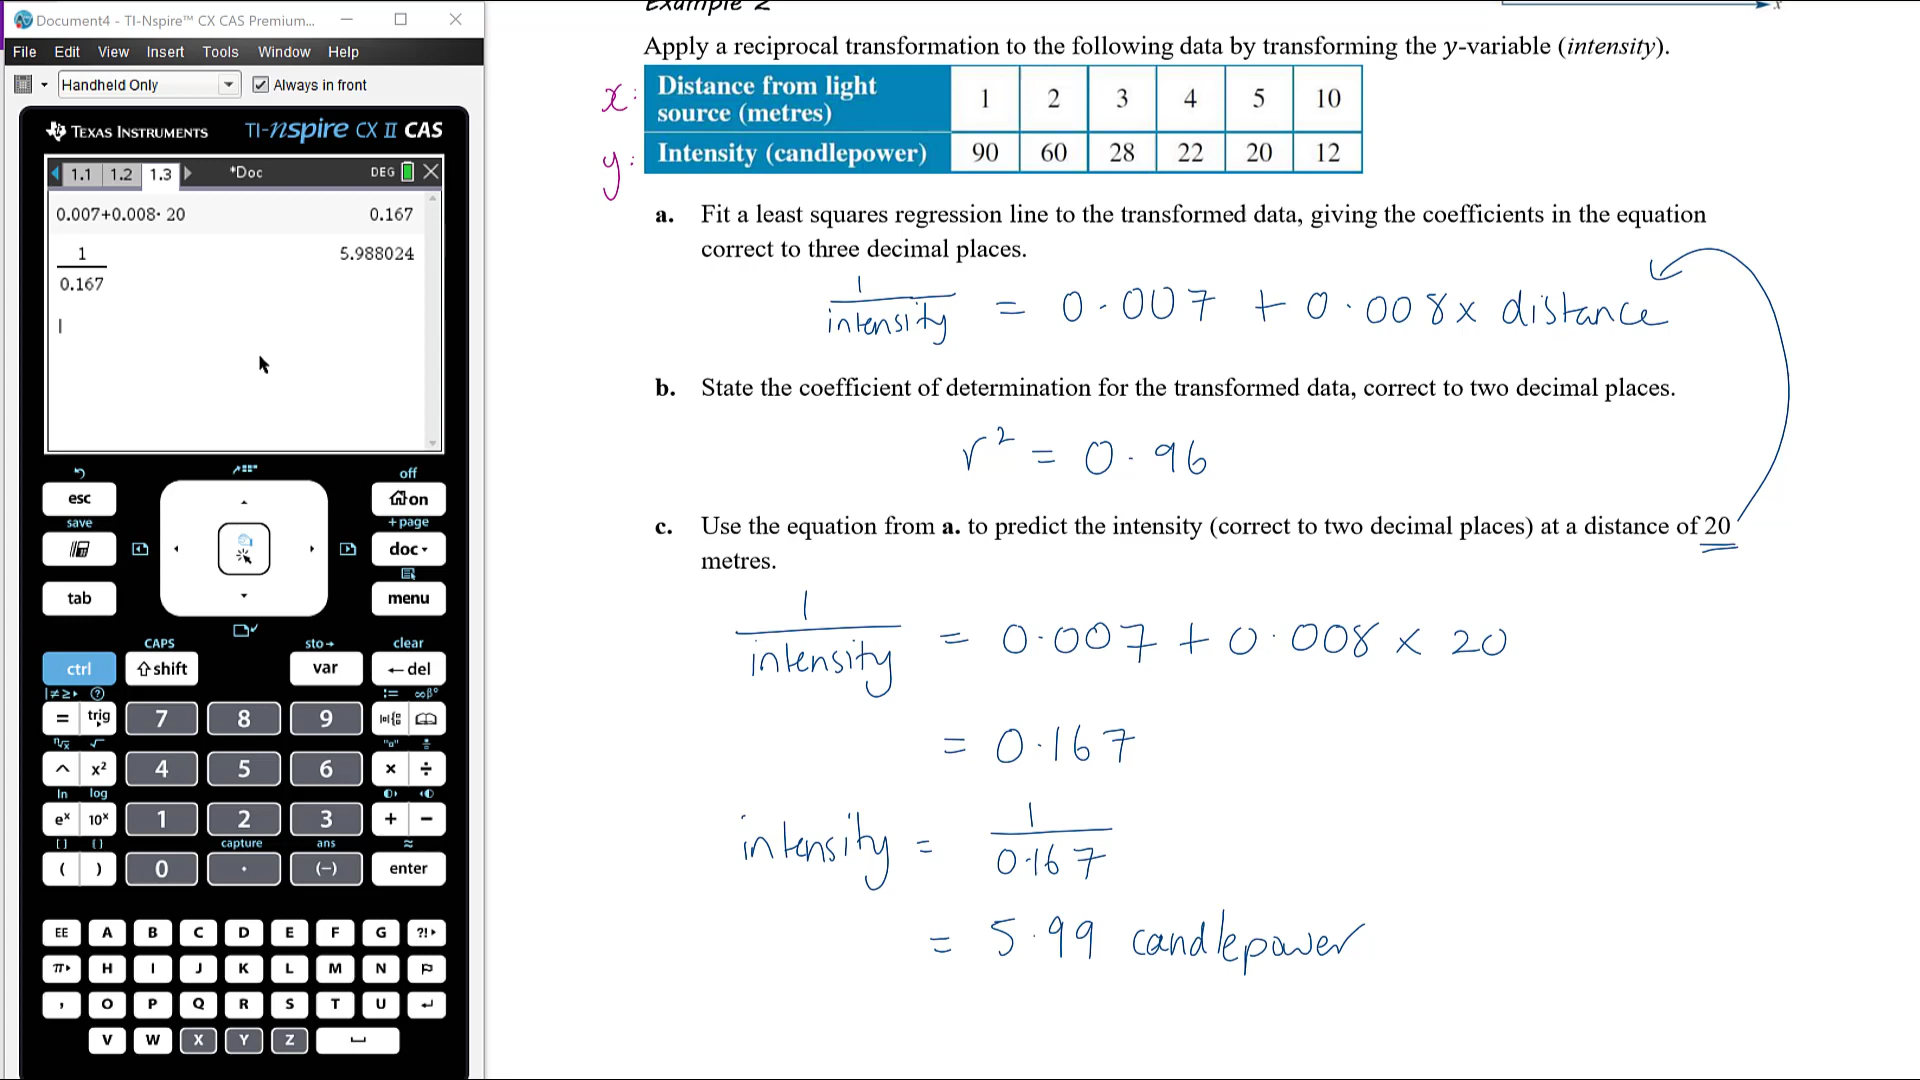 Document4 - TI-Nspire™ CX CAS Premium...
File Edit View Insert Tools Window Help
Handheld Only
Always in front
TEXAS INSTRUMENTS TI-nspire CX II CAS
1.1 1.2 1.3 *Doc DEG
0.007+0.008·20 0.167
1
0.167
5.988024
off
esc
on
save
+page
doc
tab
menu
CAPS sto→ clear
ctrl shift var ←del
|≠≥▸ ? := ∞β°
= trig 7 8 9
ⁿ√x √ "▫" ÷
^ x² 4 5 6 × ÷
ln log
eˣ 10ˣ 1 2 3 + −
[] {} capture ans ≈
( ) 0 . (−) enter
EE A B C D E F G ?!▸
π▸ H I J K L M N
, O P Q R S T U ↵
V W X Y Z
Example 2
x
Apply a reciprocal transformation to the following data by transforming the y-variable (intensity).
x: Distance from light source (metres) 1 2 3 4 5 10
y: Intensity (candlepower) 90 60 28 22 20 12
a. Fit a least squares regression line to the transformed data, giving the coefficients in the equation
correct to three decimal places.
1
intensity = 0.007 + 0.008 x distance
b. State the coefficient of determination for the transformed data, correct to two decimal places.
r² = 0.96
c. Use the equation from a. to predict the intensity (correct to two decimal places) at a distance of 20
metres.
1
intensity = 0.007 + 0.008 x 20
= 0.167
intensity = 1
0.167
= 5.99 candlepower